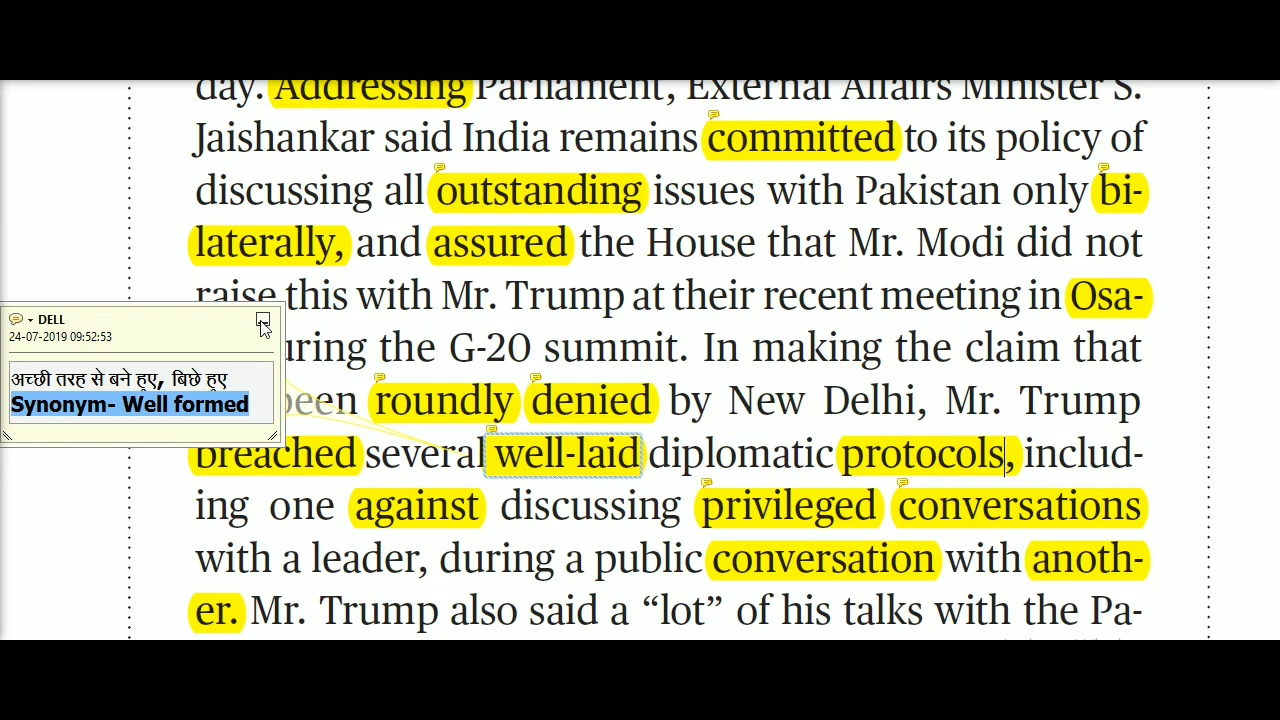 day. Addressing Parliament, External Affairs Minister S.
Jaishankar said India remains committed to its policy of
discussing all outstanding issues with Pakistan only bi-
laterally, and assured the House that Mr. Modi did not
raise this with Mr. Trump at their recent meeting in Osa-
uring the G-20 summit. In making the claim that
been roundly denied by New Delhi, Mr. Trump
breached several well-laid diplomatic protocols, includ-
ing one against discussing privileged conversations
with a leader, during a public conversation with anoth-
er. Mr. Trump also said a “lot” of his talks with the Pa-
DELL
24-07-2019 09:52:53
अच्छी तरह से बने हुए, बिछे हुए
Synonym- Well formed